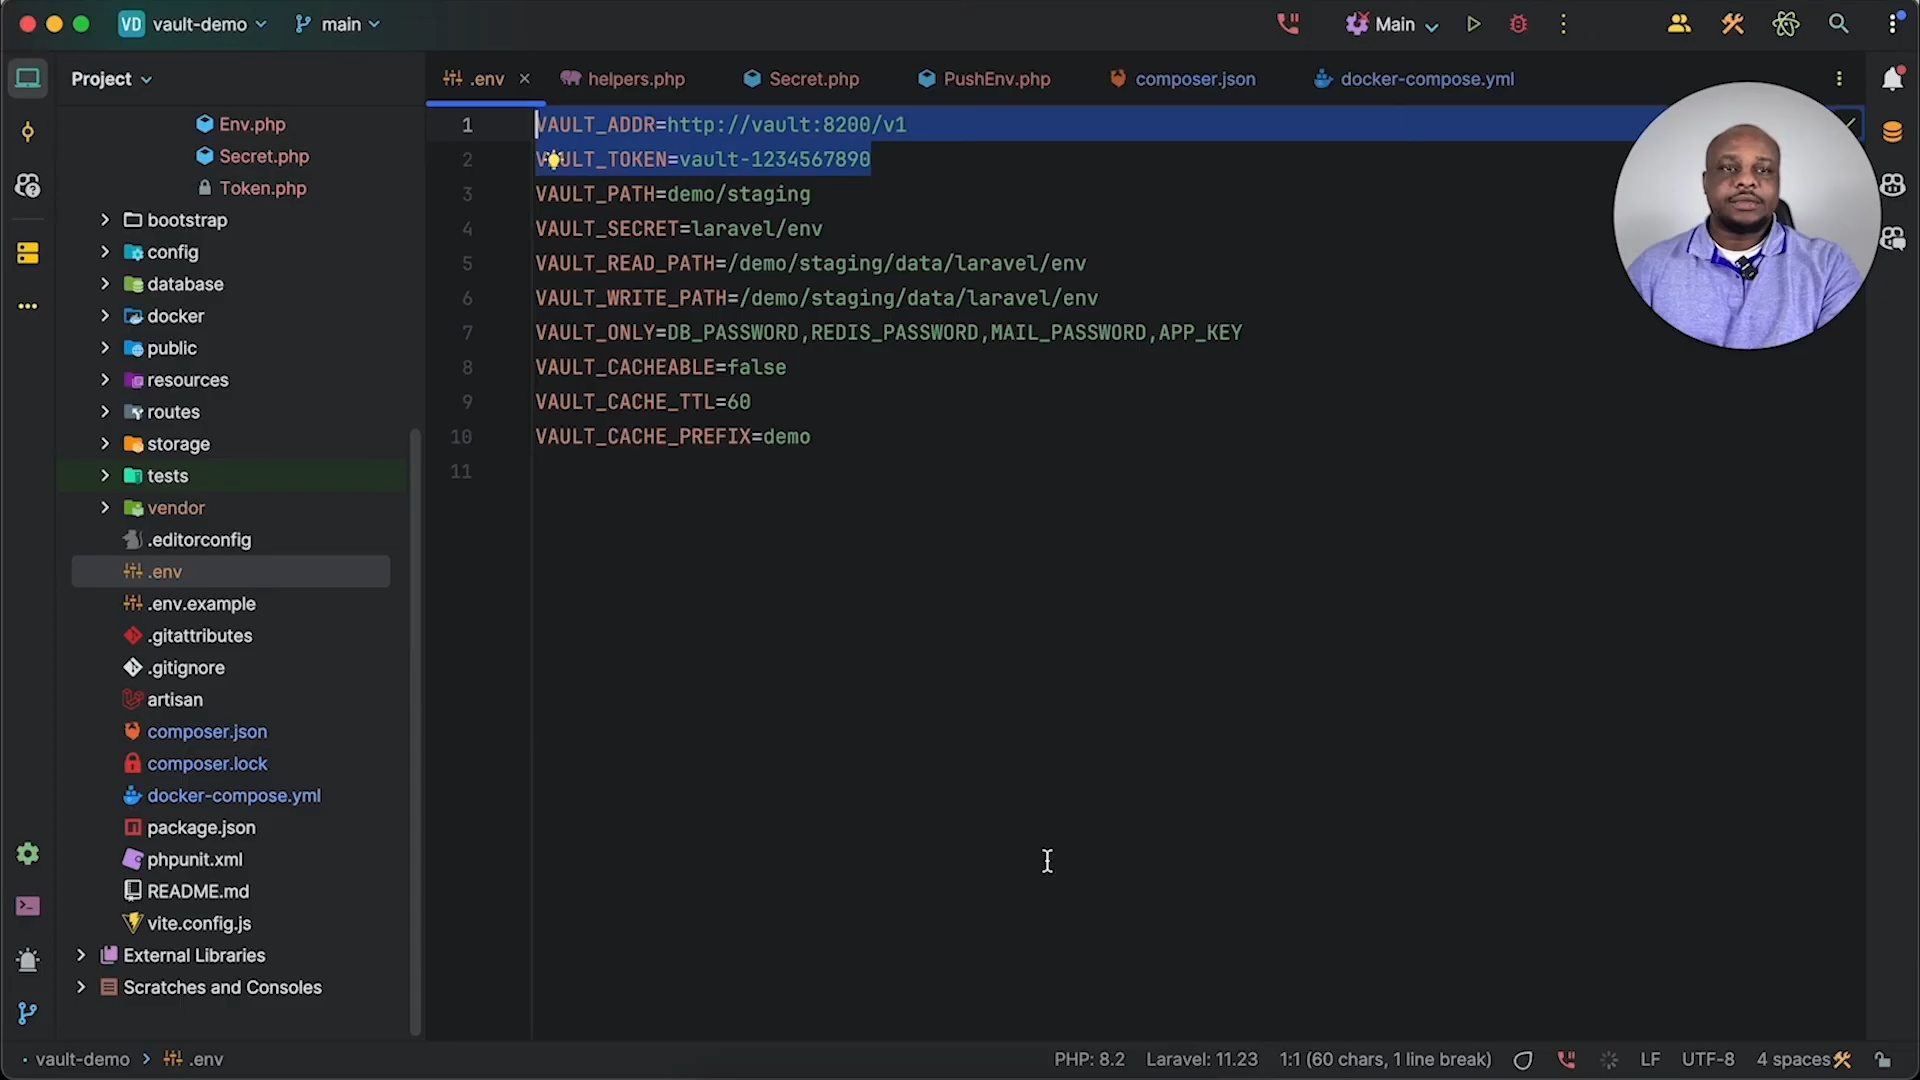 VD vault-demo main Main
Project
.env helpers.php Secret.php PushEnv.php composer.json docker-compose.yml
Env.php
Secret.php
Token.php
bootstrap
config
database
docker
public
resources
routes
storage
tests
vendor
.editorconfig
.env
.env.example
.gitattributes
.gitignore
artisan
composer.json
composer.lock
docker-compose.yml
package.json
phpunit.xml
README.md
vite.config.js
External Libraries
Scratches and Consoles
1 VAULT_ADDR=http://vault:8200/v1
2 VAULT_TOKEN=vault-1234567890
3 VAULT_PATH=demo/staging
4 VAULT_SECRET=laravel/env
5 VAULT_READ_PATH=/demo/staging/data/laravel/env
6 VAULT_WRITE_PATH=/demo/staging/data/laravel/env
7 VAULT_ONLY=DB_PASSWORD,REDIS_PASSWORD,MAIL_PASSWORD,APP_KEY
8 VAULT_CACHEABLE=false
9 VAULT_CACHE_TTL=60
10 VAULT_CACHE_PREFIX=demo
11
vault-demo .env PHP: 8.2 Laravel: 11.23 1:1 (60 chars, 1 line break) LF UTF-8 4 spaces